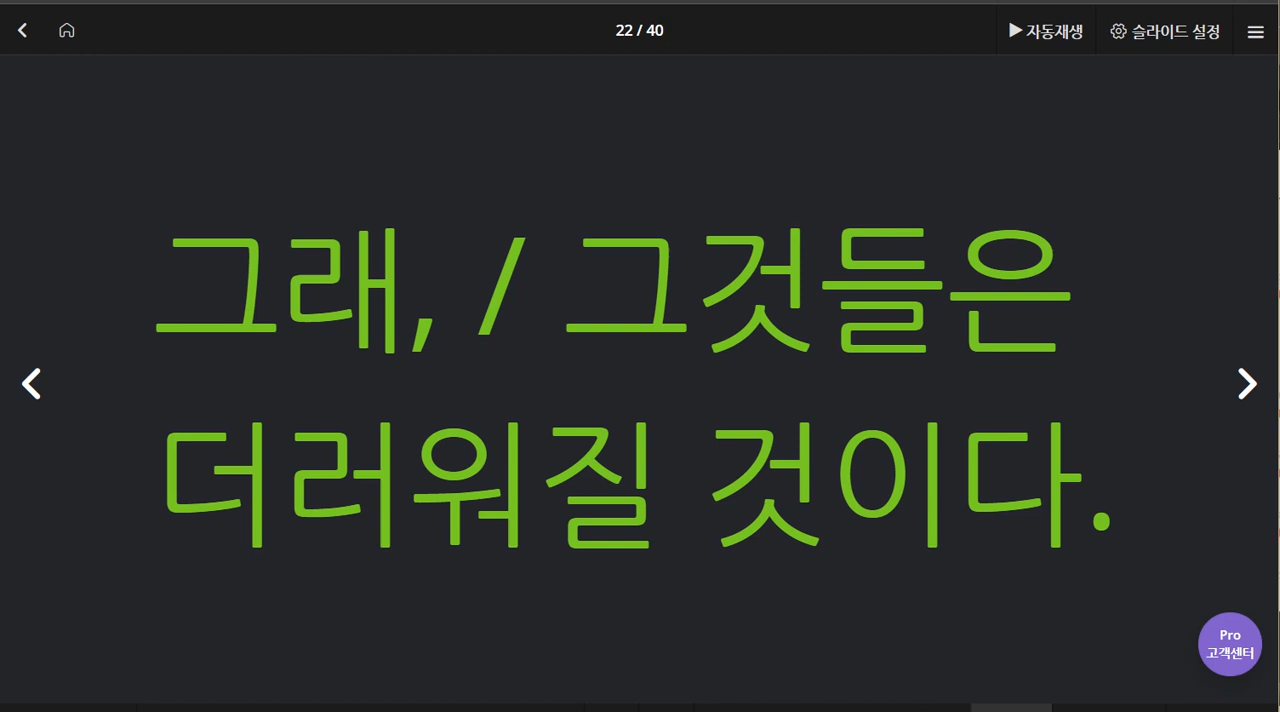 22 / 40
▶ 자동재생
슬라이드 설정
그래, / 그것들은
더러워질 것이다.
Pro
고객센터